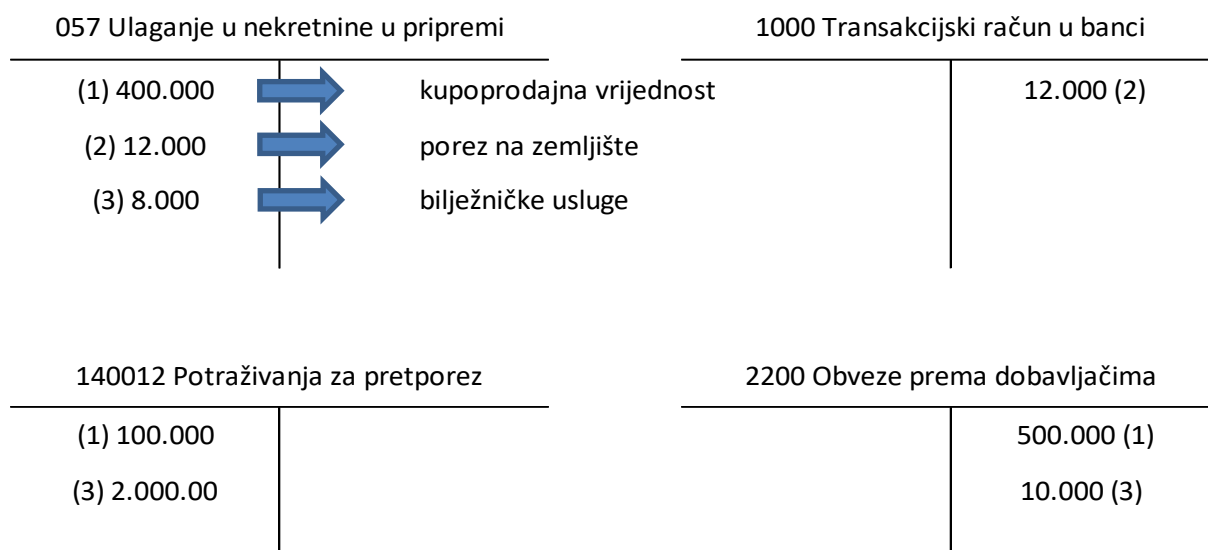 057 Ulaganje u nekretnine u pripremi
1000 Transakcijski račun u banci
(1) 400.000 kupoprodajna vrijednost
12.000 (2)
(2) 12.000 porez na zemljište
(3) 8.000 bilježničke usluge
140012 Potraživanja za pretporez
2200 Obveze prema dobavljačima
(1) 100.000
500.000 (1)
(3) 2.000.00
10.000 (3)